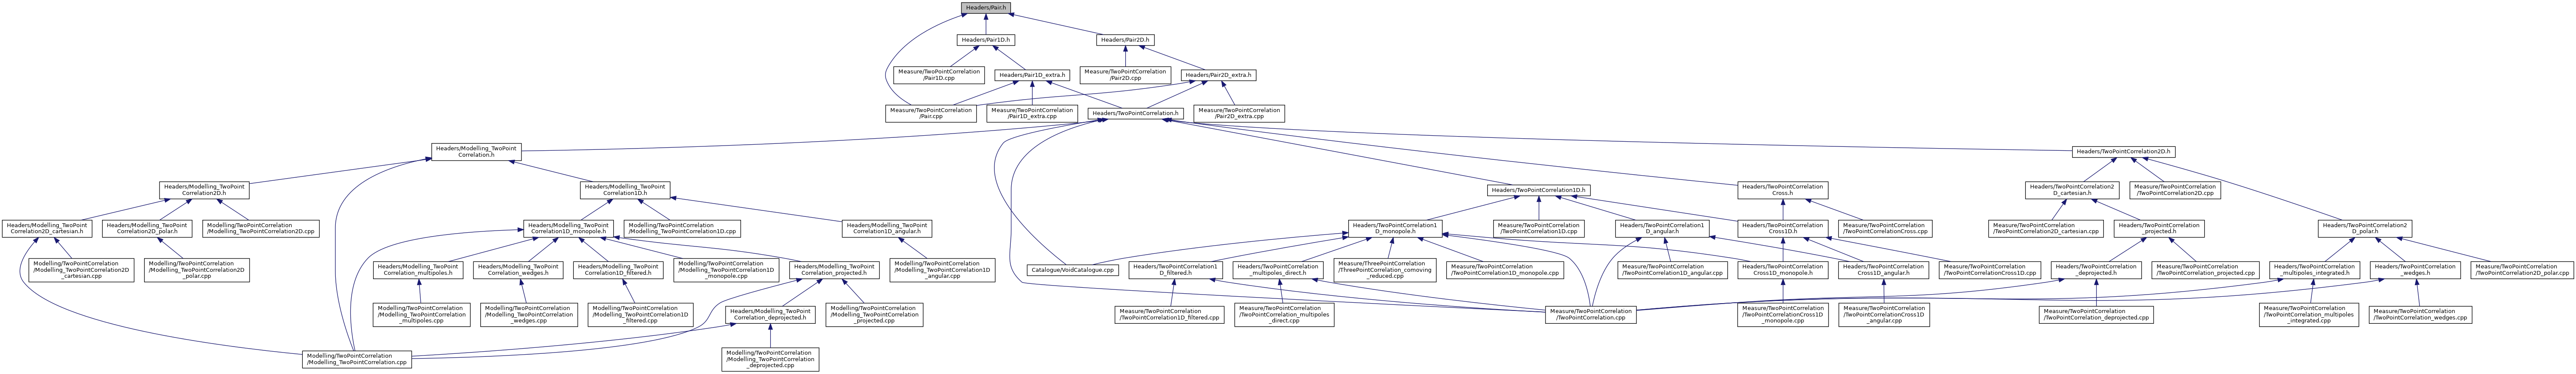 Headers/Pair.h
Headers/Pair1D.h
Headers/Pair2D.h
Measure/TwoPointCorrelation
/Pair1D.cpp
Headers/Pair1D_extra.h
Measure/TwoPointCorrelation
/Pair2D.cpp
Headers/Pair2D_extra.h
Measure/TwoPointCorrelation
/Pair.cpp
Measure/TwoPointCorrelation
/Pair1D_extra.cpp
Headers/TwoPointCorrelation.h
Measure/TwoPointCorrelation
/Pair2D_extra.cpp
Headers/Modelling_TwoPoint
Correlation.h
Headers/TwoPointCorrelation2D.h
Headers/Modelling_TwoPoint
Correlation2D.h
Headers/Modelling_TwoPoint
Correlation1D.h
Headers/TwoPointCorrelation1D.h
Headers/TwoPointCorrelation
Cross.h
Headers/TwoPointCorrelation2
D_cartesian.h
Measure/TwoPointCorrelation
/TwoPointCorrelation2D.cpp
Headers/Modelling_TwoPoint
Correlation2D_cartesian.h
Headers/Modelling_TwoPoint
Correlation2D_polar.h
Modelling/TwoPointCorrelation
/Modelling_TwoPointCorrelation2D.cpp
Headers/Modelling_TwoPoint
Correlation1D_monopole.h
Modelling/TwoPointCorrelation
/Modelling_TwoPointCorrelation1D.cpp
Headers/Modelling_TwoPoint
Correlation1D_angular.h
Headers/TwoPointCorrelation1
D_monopole.h
Measure/TwoPointCorrelation
/TwoPointCorrelation1D.cpp
Headers/TwoPointCorrelation1
D_angular.h
Headers/TwoPointCorrelation
Cross1D.h
Measure/TwoPointCorrelation
/TwoPointCorrelationCross.cpp
Measure/TwoPointCorrelation
/TwoPointCorrelation2D_cartesian.cpp
Headers/TwoPointCorrelation
_projected.h
Headers/TwoPointCorrelation2
D_polar.h
Modelling/TwoPointCorrelation
/Modelling_TwoPointCorrelation2D
_cartesian.cpp
Modelling/TwoPointCorrelation
/Modelling_TwoPointCorrelation2D
_polar.cpp
Headers/Modelling_TwoPoint
Correlation_multipoles.h
Headers/Modelling_TwoPoint
Correlation_wedges.h
Headers/Modelling_TwoPoint
Correlation1D_filtered.h
Modelling/TwoPointCorrelation
/Modelling_TwoPointCorrelation1D
_monopole.cpp
Headers/Modelling_TwoPoint
Correlation_projected.h
Modelling/TwoPointCorrelation
/Modelling_TwoPointCorrelation1D
_angular.cpp
Catalogue/VoidCatalogue.cpp
Headers/TwoPointCorrelation1
D_filtered.h
Headers/TwoPointCorrelation
_multipoles_direct.h
Measure/ThreePointCorrelation
/ThreePointCorrelation_comoving
_reduced.cpp
Measure/TwoPointCorrelation
/TwoPointCorrelation1D_monopole.cpp
Measure/TwoPointCorrelation
/TwoPointCorrelation1D_angular.cpp
Headers/TwoPointCorrelation
Cross1D_monopole.h
Headers/TwoPointCorrelation
Cross1D_angular.h
Measure/TwoPointCorrelation
/TwoPointCorrelationCross1D.cpp
Headers/TwoPointCorrelation
_deprojected.h
Measure/TwoPointCorrelation
/TwoPointCorrelation_projected.cpp
Headers/TwoPointCorrelation
_multipoles_integrated.h
Headers/TwoPointCorrelation
_wedges.h
Measure/TwoPointCorrelation
/TwoPointCorrelation2D_polar.cpp
Modelling/TwoPointCorrelation
/Modelling_TwoPointCorrelation
_multipoles.cpp
Modelling/TwoPointCorrelation
/Modelling_TwoPointCorrelation
_wedges.cpp
Modelling/TwoPointCorrelation
/Modelling_TwoPointCorrelation1D
_filtered.cpp
Headers/Modelling_TwoPoint
Correlation_deprojected.h
Modelling/TwoPointCorrelation
/Modelling_TwoPointCorrelation
_projected.cpp
Measure/TwoPointCorrelation
/TwoPointCorrelation1D_filtered.cpp
Measure/TwoPointCorrelation
/TwoPointCorrelation_multipoles
_direct.cpp
Measure/TwoPointCorrelation
/TwoPointCorrelation.cpp
Measure/TwoPointCorrelation
/TwoPointCorrelationCross1D
_monopole.cpp
Measure/TwoPointCorrelation
/TwoPointCorrelationCross1D
_angular.cpp
Measure/TwoPointCorrelation
/TwoPointCorrelation_deprojected.cpp
Measure/TwoPointCorrelation
/TwoPointCorrelation_multipoles
_integrated.cpp
Measure/TwoPointCorrelation
/TwoPointCorrelation_wedges.cpp
Modelling/TwoPointCorrelation
/Modelling_TwoPointCorrelation.cpp
Modelling/TwoPointCorrelation
/Modelling_TwoPointCorrelation
_deprojected.cpp